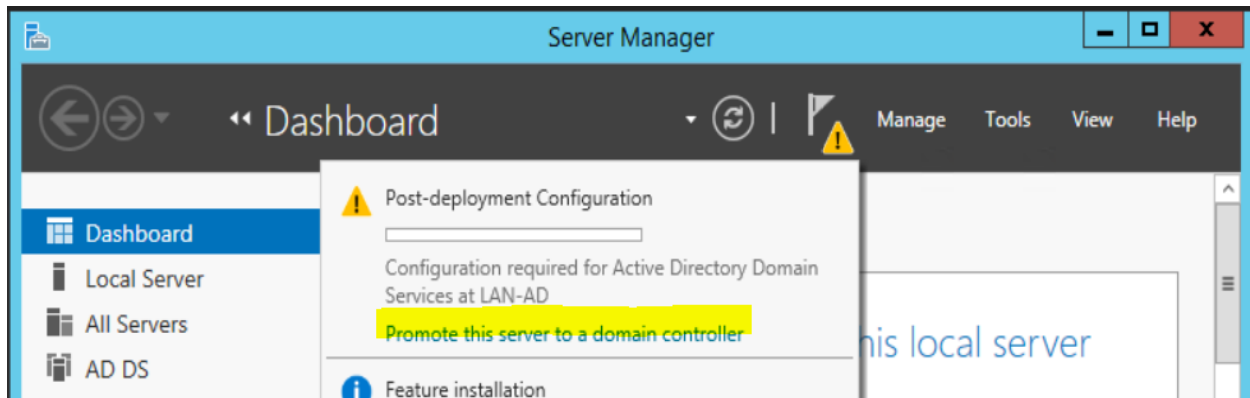 Server Manager
Dashboard
Manage Tools View Help
Post-deployment Configuration
Dashboard
Configuration required for Active Directory Domain
Services at LAN-AD
Local Server
All Servers
Promote this server to a domain controller
his local server
AD DS
Feature installation